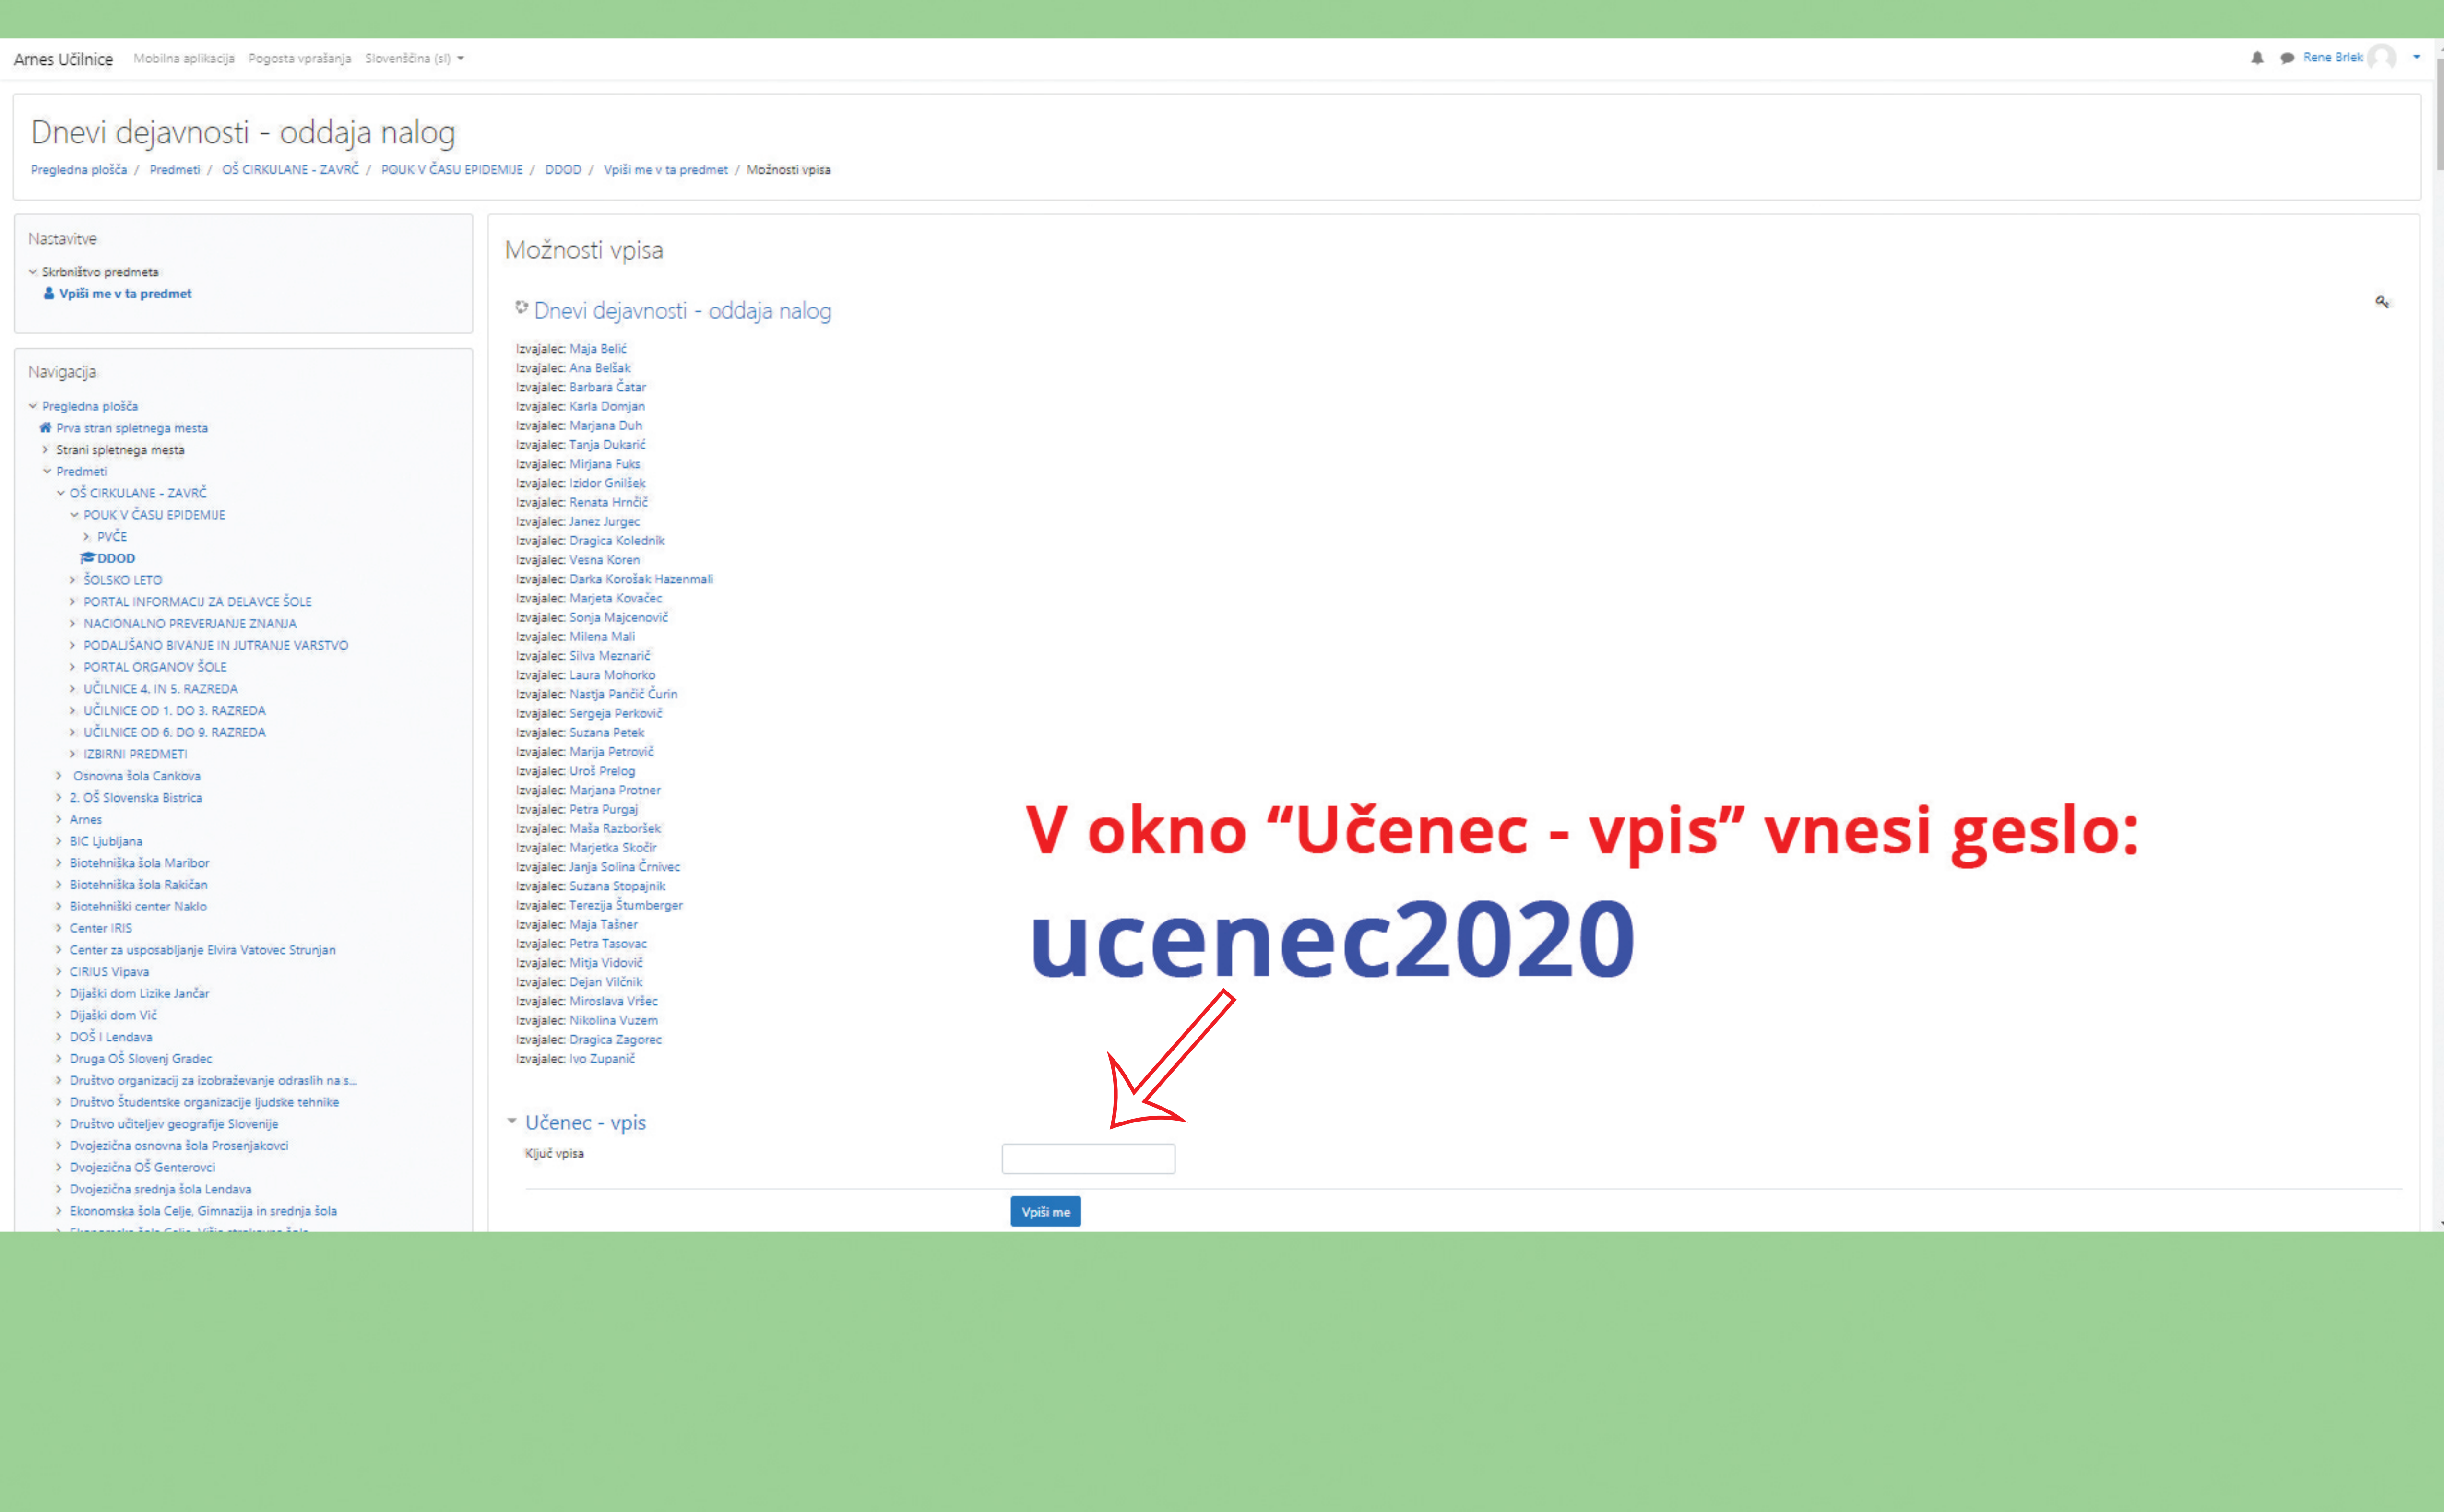 Arnes Učilnice Mobilna aplikacija Pogosta vprašanja Slovenščina (sl)
Rene Brlek
Dnevi dejavnosti - oddaja nalog
Pregledna plošča / Predmeti / OŠ CIRKULANE - ZAVRČ / POUK V ČASU EPIDEMIJE / DDOD / Vpiši me v ta predmet / Možnosti vpisa
Nastavitve
Skrbništvo predmeta
Vpiši me v ta predmet
Navigacija
Pregledna plošča
Prva stran spletnega mesta
Strani spletnega mesta
Predmeti
OŠ CIRKULANE - ZAVRČ
POUK V ČASU EPIDEMIJE
PVČE
DDOD
ŠOLSKO LETO
PORTAL INFORMACIJ ZA DELAVCE ŠOLE
NACIONALNO PREVERJANJE ZNANJA
PODALJŠANO BIVANJE IN JUTRANJE VARSTVO
PORTAL ORGANOV ŠOLE
UČILNICE 4. IN 5. RAZREDA
UČILNICE OD 1. DO 3. RAZREDA
UČILNICE OD 6. DO 9. RAZREDA
IZBIRNI PREDMETI
Osnovna šola Cankova
2. OŠ Slovenska Bistrica
Arnes
BIC Ljubljana
Biotehniška šola Maribor
Biotehniška šola Rakičan
Biotehniški center Naklo
Center IRIS
Center za usposabljanje Elvira Vatovec Strunjan
CIRIUS Vipava
Dijaški dom Lizike Jančar
Dijaški dom Vič
DOŠ I Lendava
Druga OŠ Slovenj Gradec
Društvo organizacij za izobraževanje odraslih na s...
Društvo Študentske organizacije ljudske tehnike
Društvo učiteljev geografije Slovenije
Dvojezična osnovna šola Prosenjakovci
Dvojezična OŠ Genterovci
Dvojezična srednja šola Lendava
Ekonomska šola Celje, Gimnazija in srednja šola
Možnosti vpisa
Dnevi dejavnosti - oddaja nalog
Izvajalec: Maja Belić
Izvajalec: Ana Belšak
Izvajalec: Barbara Čatar
Izvajalec: Karla Domjan
Izvajalec: Marjana Duh
Izvajalec: Tanja Dukarić
Izvajalec: Mirjana Fuks
Izvajalec: Izidor Gnilšek
Izvajalec: Renata Hrnčič
Izvajalec: Janez Jurgec
Izvajalec: Dragica Kolednik
Izvajalec: Vesna Koren
Izvajalec: Darka Korošak Hazenmali
Izvajalec: Marjeta Kovačec
Izvajalec: Sonja Majcenovič
Izvajalec: Milena Mali
Izvajalec: Silva Meznarič
Izvajalec: Laura Mohorko
Izvajalec: Nastja Pančič Čurin
Izvajalec: Sergeja Perkovič
Izvajalec: Suzana Petek
Izvajalec: Marija Petrovič
Izvajalec: Uroš Prelog
Izvajalec: Marjana Protner
Izvajalec: Petra Purgaj
Izvajalec: Maša Razboršek
Izvajalec: Marjetka Skočir
Izvajalec: Janja Solina Črnivec
Izvajalec: Suzana Stopajnik
Izvajalec: Terezija Štumberger
Izvajalec: Maja Tašner
Izvajalec: Petra Tasovac
Izvajalec: Mitja Vidovič
Izvajalec: Dejan Vilčnik
Izvajalec: Miroslava Vršec
Izvajalec: Nikolina Vuzem
Izvajalec: Dragica Zagorec
Izvajalec: Ivo Zupanič
V okno “Učenec - vpis” vnesi geslo:
ucenec2020
Učenec - vpis
Ključ vpisa
Vpiši me